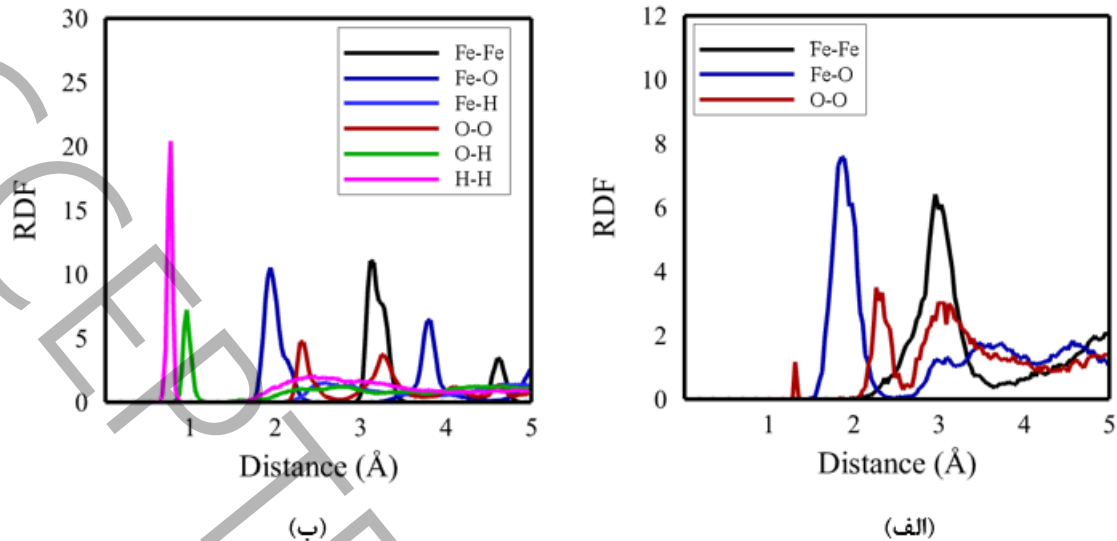 30
25
20
15
10
5
0
RDF
Fe-Fe
Fe-O
Fe-H
O-O
O-H
H-H
1 2 3 4 5
Distance (Å)
(ب)
12
10
8
6
4
2
0
RDF
Fe-Fe
Fe-O
O-O
1 2 3 4 5
Distance (Å)
(الف)
CEPTE